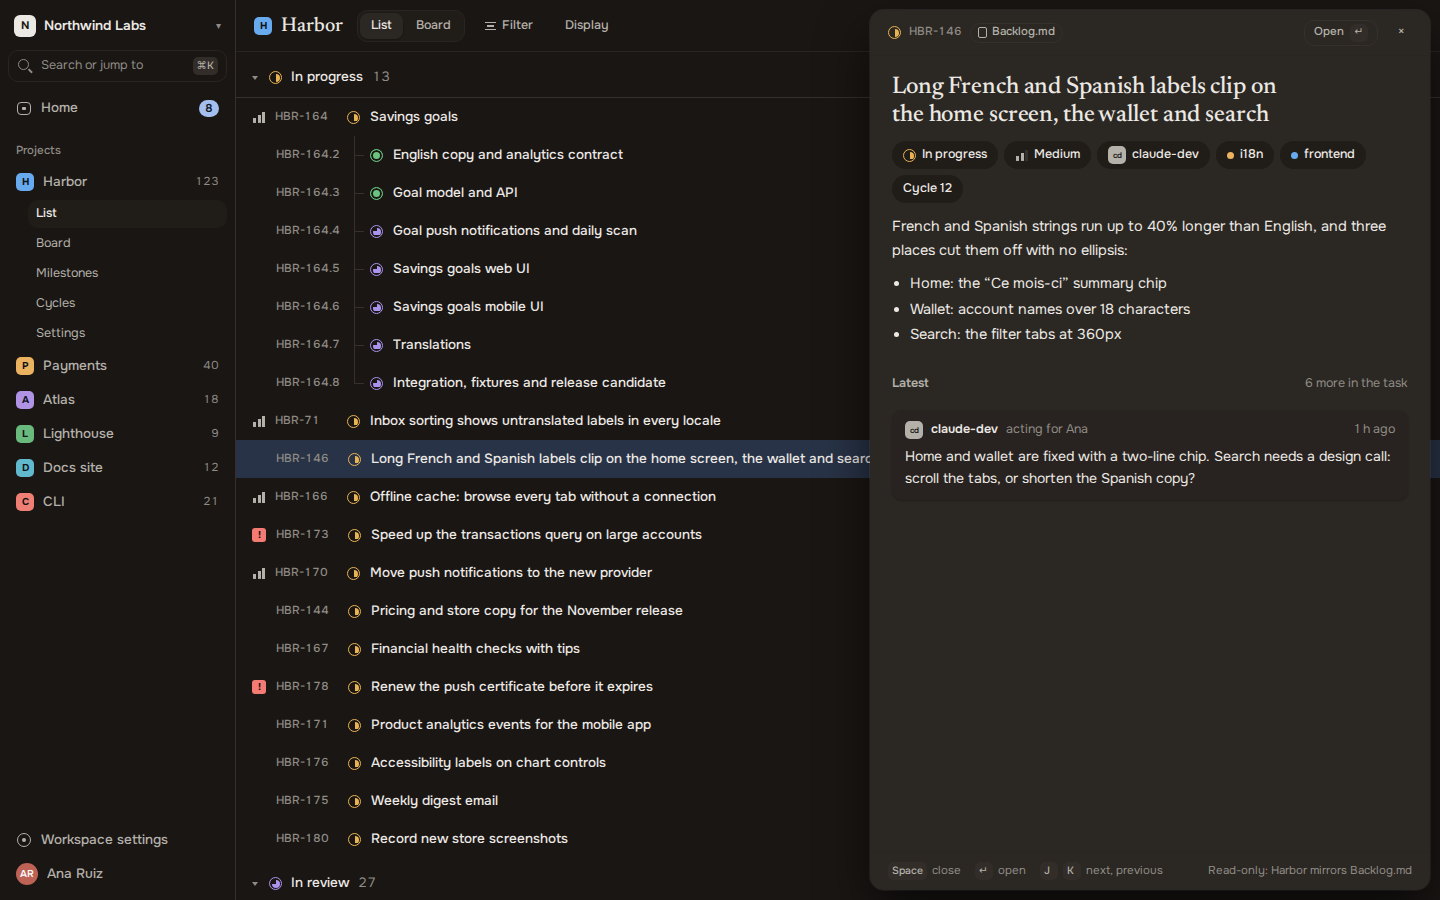 N Northwind Labs
Search or jump to ⌘K
Home 8
Projects
H Harbor 123
List
Board
Milestones
Cycles
Settings
P Payments 40
A Atlas 18
L Lighthouse 9
D Docs site 12
C CLI 21
Workspace settings
AR Ana Ruiz
H Harbor List Board Filter Display
In progress 13
HBR-164 Savings goals
HBR-164.2 English copy and analytics contract
HBR-164.3 Goal model and API
HBR-164.4 Goal push notifications and daily scan
HBR-164.5 Savings goals web UI
HBR-164.6 Savings goals mobile UI
HBR-164.7 Translations
HBR-164.8 Integration, fixtures and release candidate
HBR-71 Inbox sorting shows untranslated labels in every locale
HBR-146 Long French and Spanish labels clip on the home screen, the wallet and searc
HBR-166 Offline cache: browse every tab without a connection
! HBR-173 Speed up the transactions query on large accounts
HBR-170 Move push notifications to the new provider
HBR-144 Pricing and store copy for the November release
HBR-167 Financial health checks with tips
! HBR-178 Renew the push certificate before it expires
HBR-171 Product analytics events for the mobile app
HBR-176 Accessibility labels on chart controls
HBR-175 Weekly digest email
HBR-180 Record new store screenshots
In review 27
HBR-146 Backlog.md Open ↵ ×
Long French and Spanish labels clip on
the home screen, the wallet and search
In progress Medium cd claude-dev i18n frontend
Cycle 12
French and Spanish strings run up to 40% longer than English, and three
places cut them off with no ellipsis:
• Home: the “Ce mois-ci” summary chip
• Wallet: account names over 18 characters
• Search: the filter tabs at 360px
Latest 6 more in the task
cd claude-dev acting for Ana 1 h ago
Home and wallet are fixed with a two-line chip. Search needs a design call:
scroll the tabs, or shorten the Spanish copy?
Space close ↵ open J K next, previous Read-only: Harbor mirrors Backlog.md